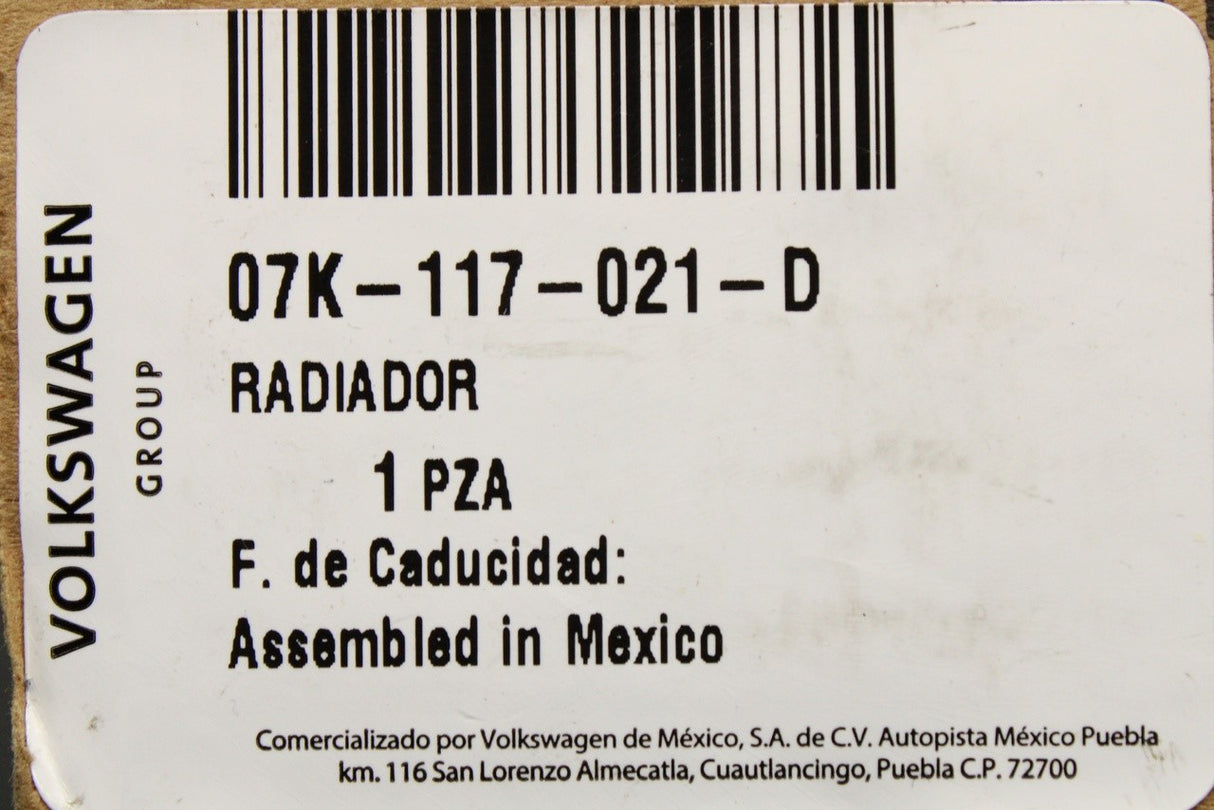 VOLKSWAGEN
GROUP
07K-117-021-D
RADIADOR
1 PZA
F. de Caducidad:
Assembled in Mexico
Comercializado por Volkswagen de México, S.A. de C.V. Autopista México Puebla
km. 116 San Lorenzo Almecatla, Cuautlancingo, Puebla C.P. 72700